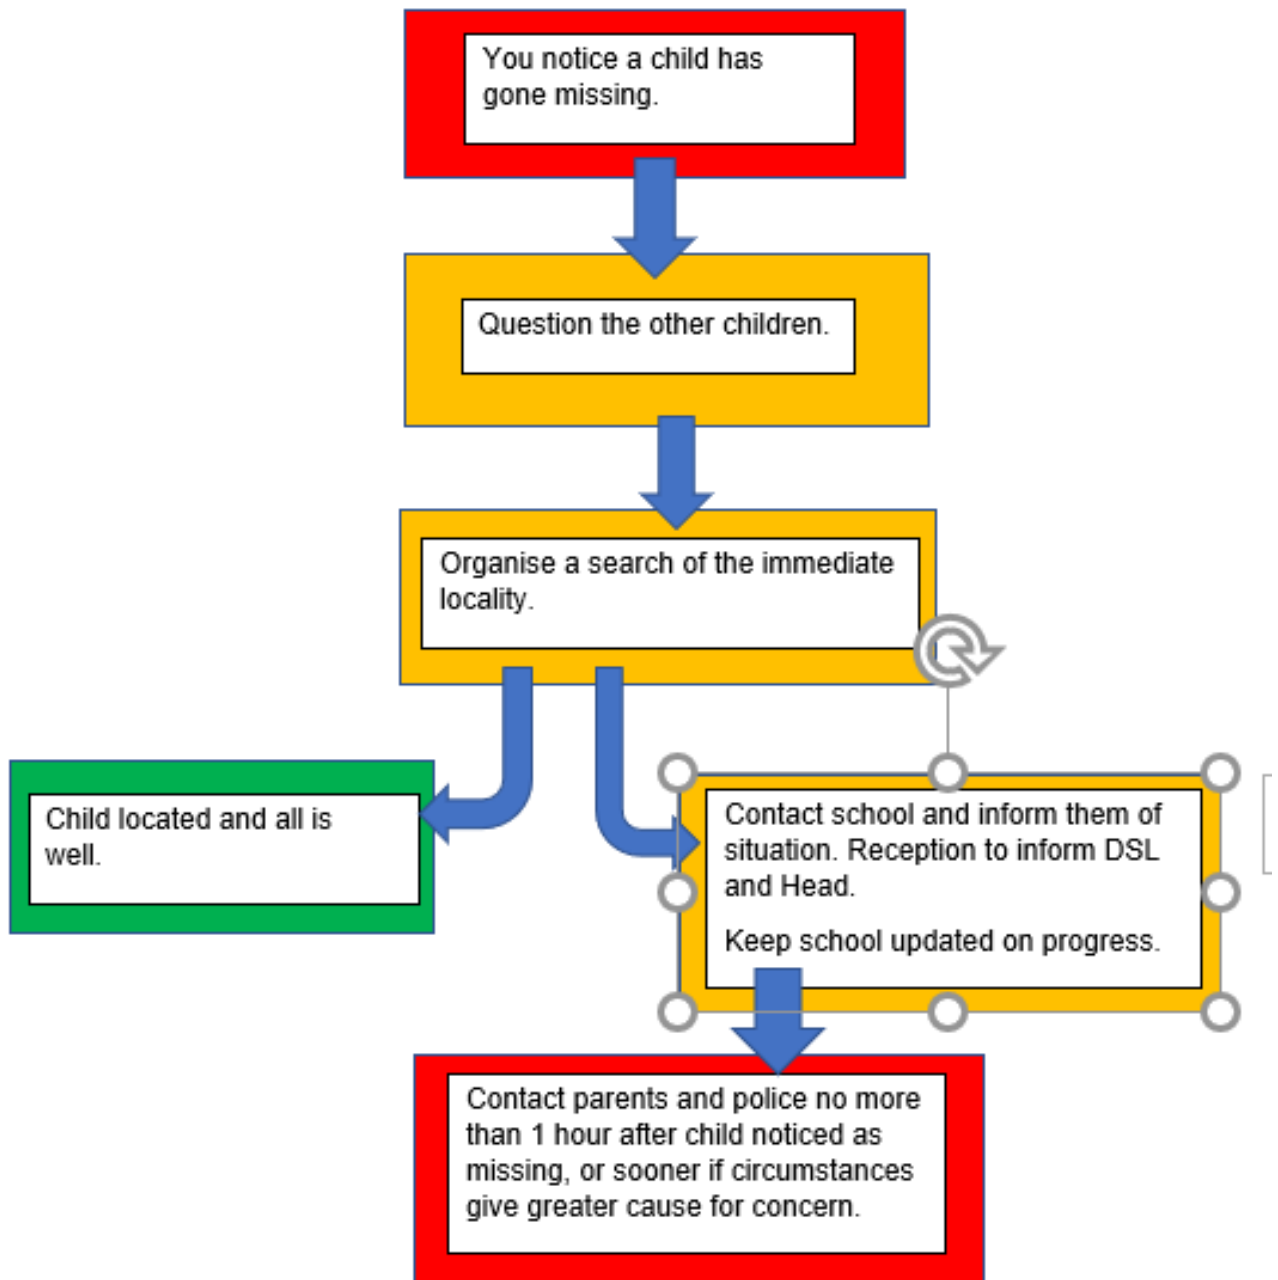 You notice a child has
gone missing.
Question the other children.
Organise a search of the immediate
locality.
Child located and all is
well.
Contact school and inform them of
situation. Reception to inform DSL
and Head.
Keep school updated on progress.
Contact parents and police no more
than 1 hour after child noticed as
missing, or sooner if circumstances
give greater cause for concern.